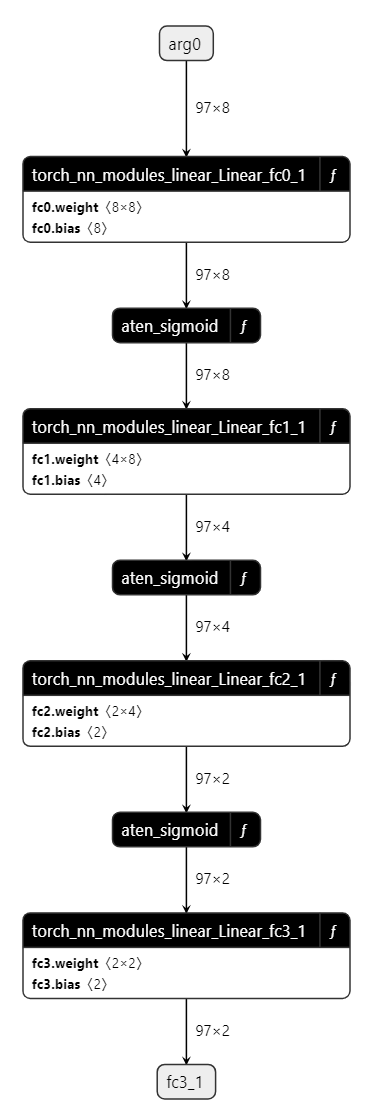 arg0
97×8
torch_nn_modules_linear_Linear_fc0_1 ƒ
fc0.weight 〈8×8〉
fc0.bias 〈8〉
97×8
aten_sigmoid ƒ
97×8
torch_nn_modules_linear_Linear_fc1_1 ƒ
fc1.weight 〈4×8〉
fc1.bias 〈4〉
97×4
aten_sigmoid ƒ
97×4
torch_nn_modules_linear_Linear_fc2_1 ƒ
fc2.weight 〈2×4〉
fc2.bias 〈2〉
97×2
aten_sigmoid ƒ
97×2
torch_nn_modules_linear_Linear_fc3_1 ƒ
fc3.weight 〈2×2〉
fc3.bias 〈2〉
97×2
fc3_1